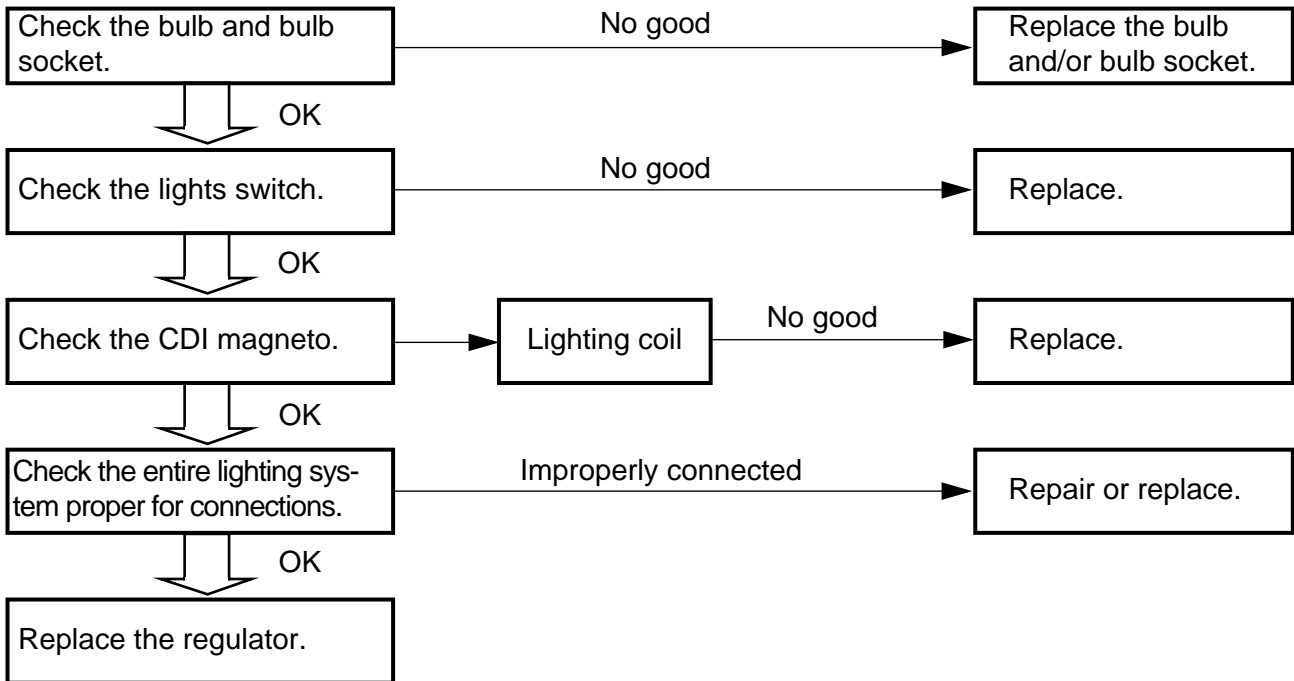 Check the bulb and bulb
socket.
No good
Replace the bulb
and/or bulb socket.
OK
Check the lights switch.
No good
Replace.
OK
Check the CDI magneto.
Lighting coil
No good
Replace.
OK
Check the entire lighting sys-
tem proper for connections.
Improperly connected
Repair or replace.
OK
Replace the regulator.